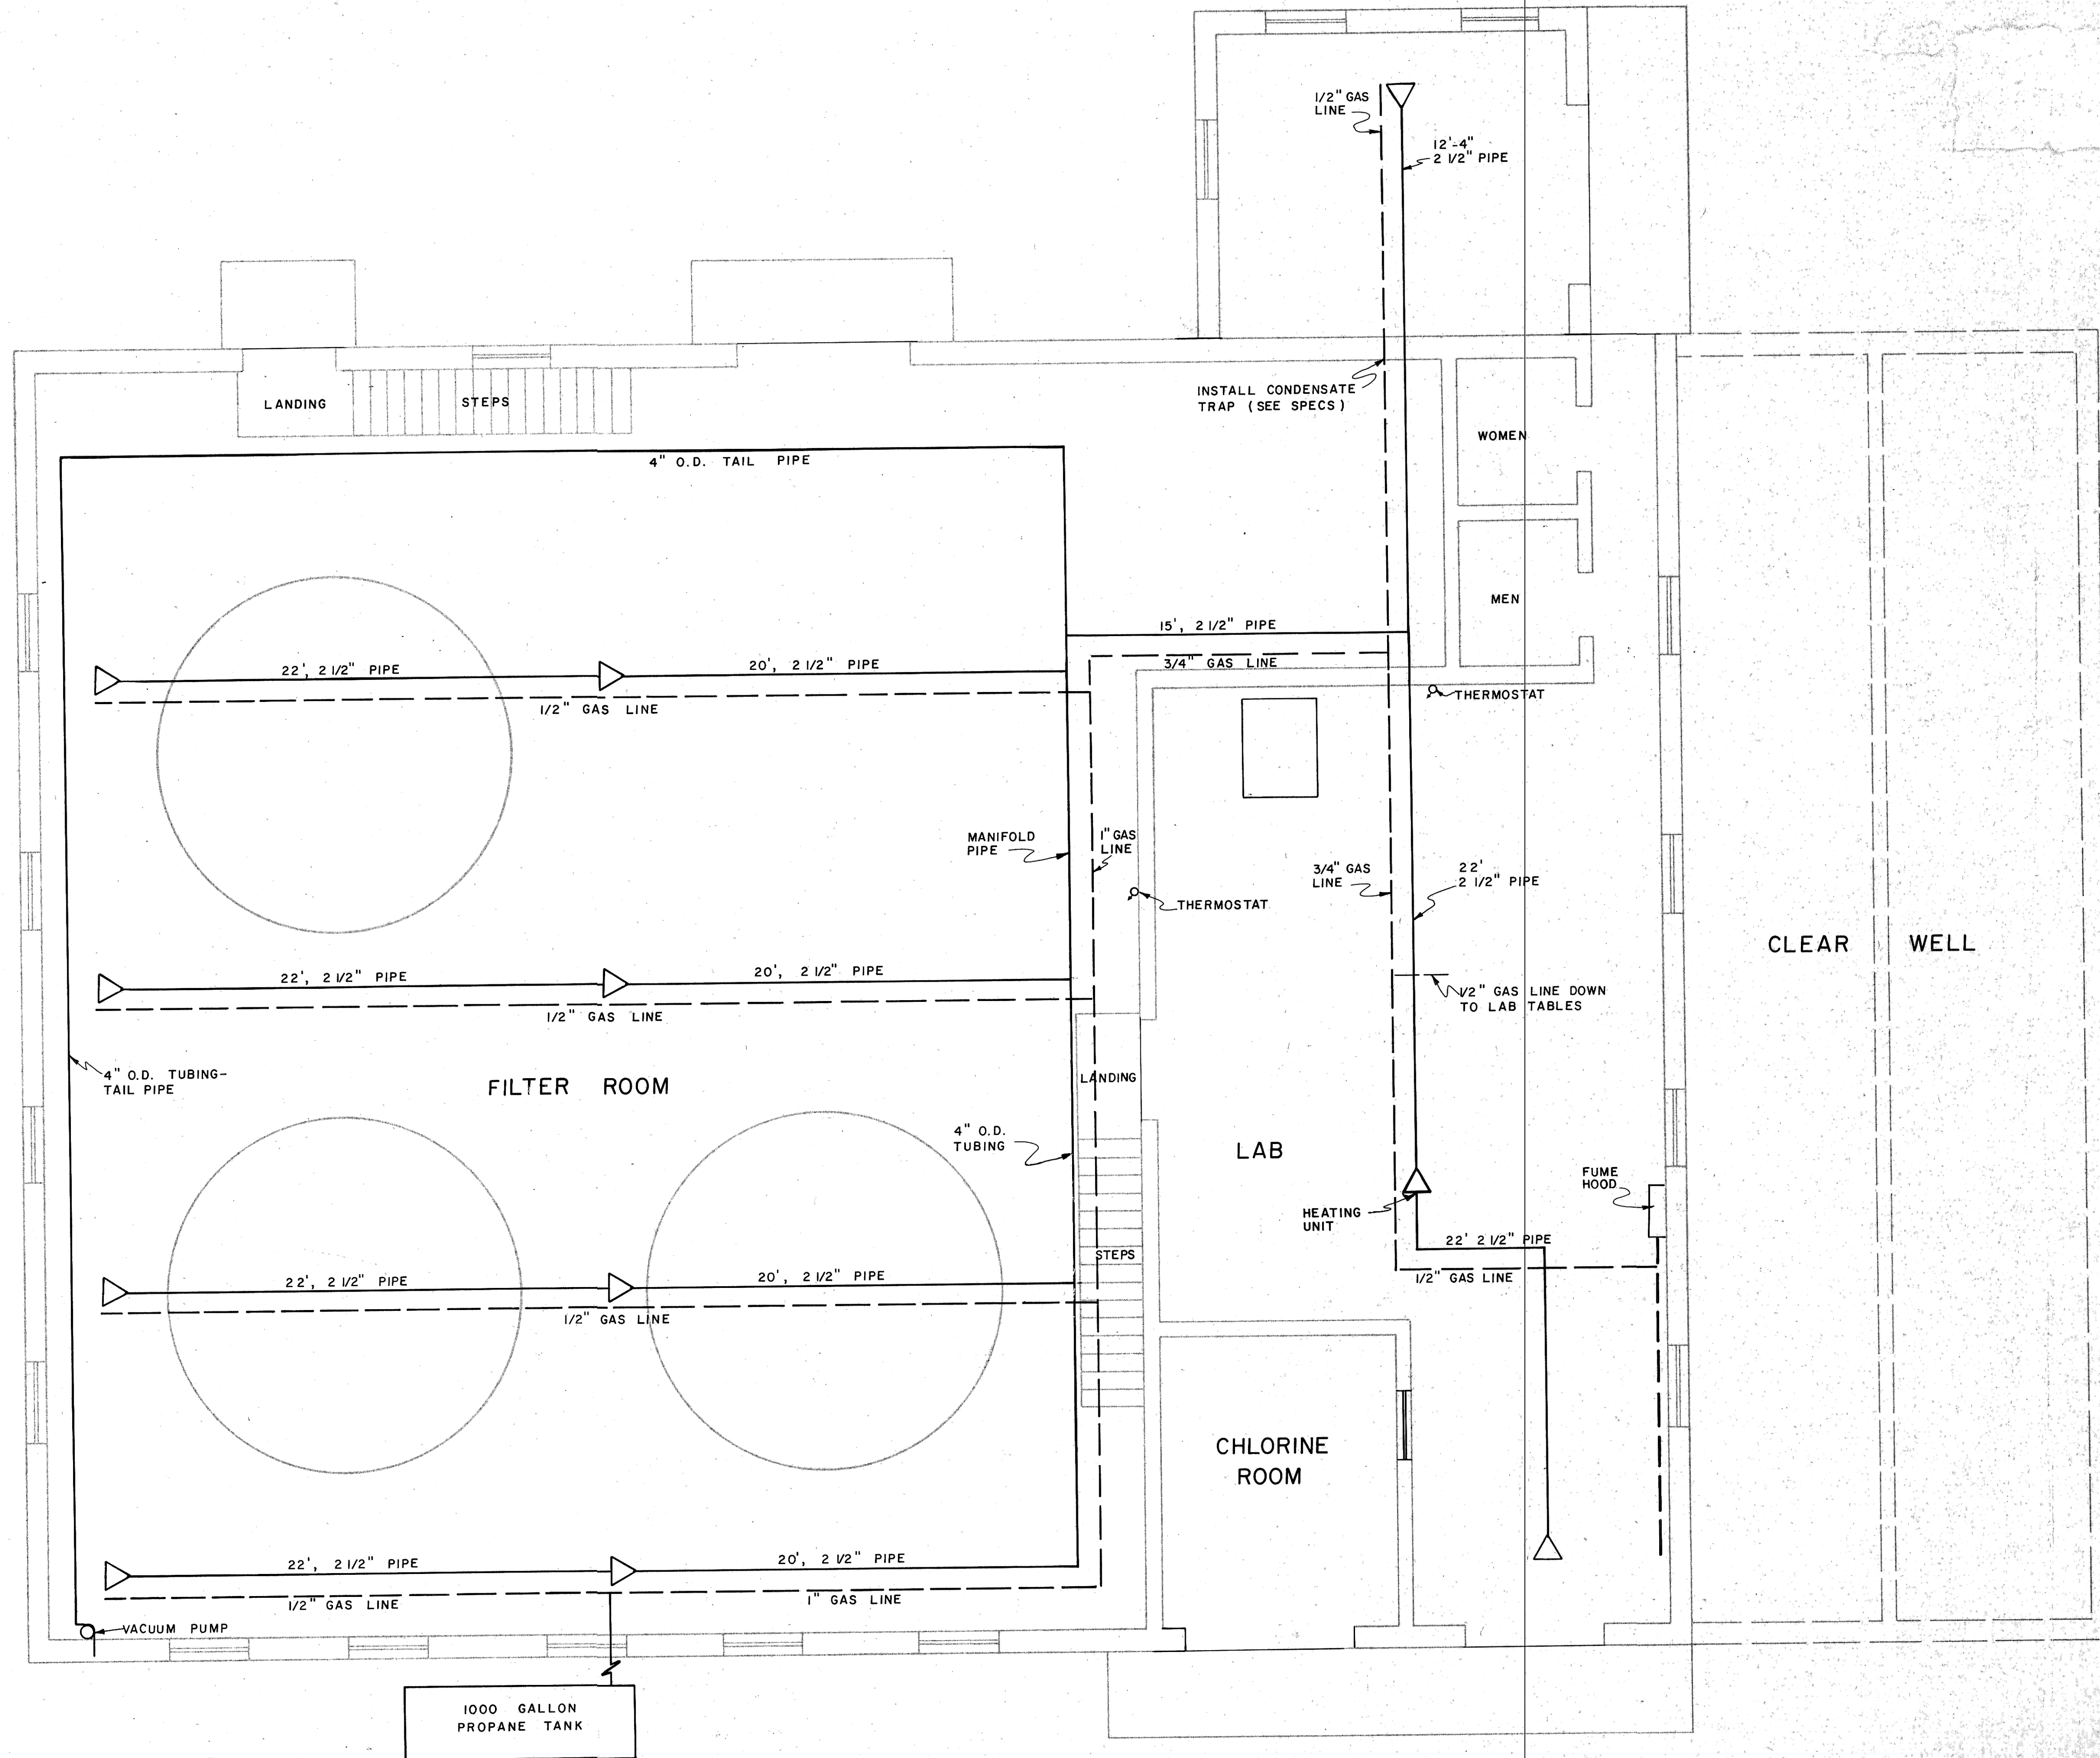 1/2" GAS
LINE
12'-4"
2 1/2" PIPE
INSTALL CONDENSATE
TRAP (SEE SPECS)
LANDING
STEPS
WOMEN
4" O.D. TAIL PIPE
MEN
15', 2 1/2" PIPE
3/4" GAS LINE
22', 2 1/2" PIPE
20', 2 1/2" PIPE
1/2" GAS LINE
THERMOSTAT
MANIFOLD
PIPE
1" GAS
LINE
3/4" GAS
LINE
22'
2 1/2" PIPE
THERMOSTAT
CLEAR WELL
22', 2 1/2" PIPE
20', 2 1/2" PIPE
1/2" GAS LINE
1/2" GAS LINE DOWN
TO LAB TABLES
4" O.D. TUBING-
TAIL PIPE
FILTER ROOM
LANDING
4" O.D.
TUBING
LAB
FUME
HOOD
HEATING
UNIT
22' 2 1/2" PIPE
STEPS
1/2" GAS LINE
22', 2 1/2" PIPE
20', 2 1/2" PIPE
1/2" GAS LINE
CHLORINE
ROOM
22', 2 1/2" PIPE
20', 2 1/2" PIPE
1/2" GAS LINE
1" GAS LINE
VACUUM PUMP
1000 GALLON
PROPANE TANK